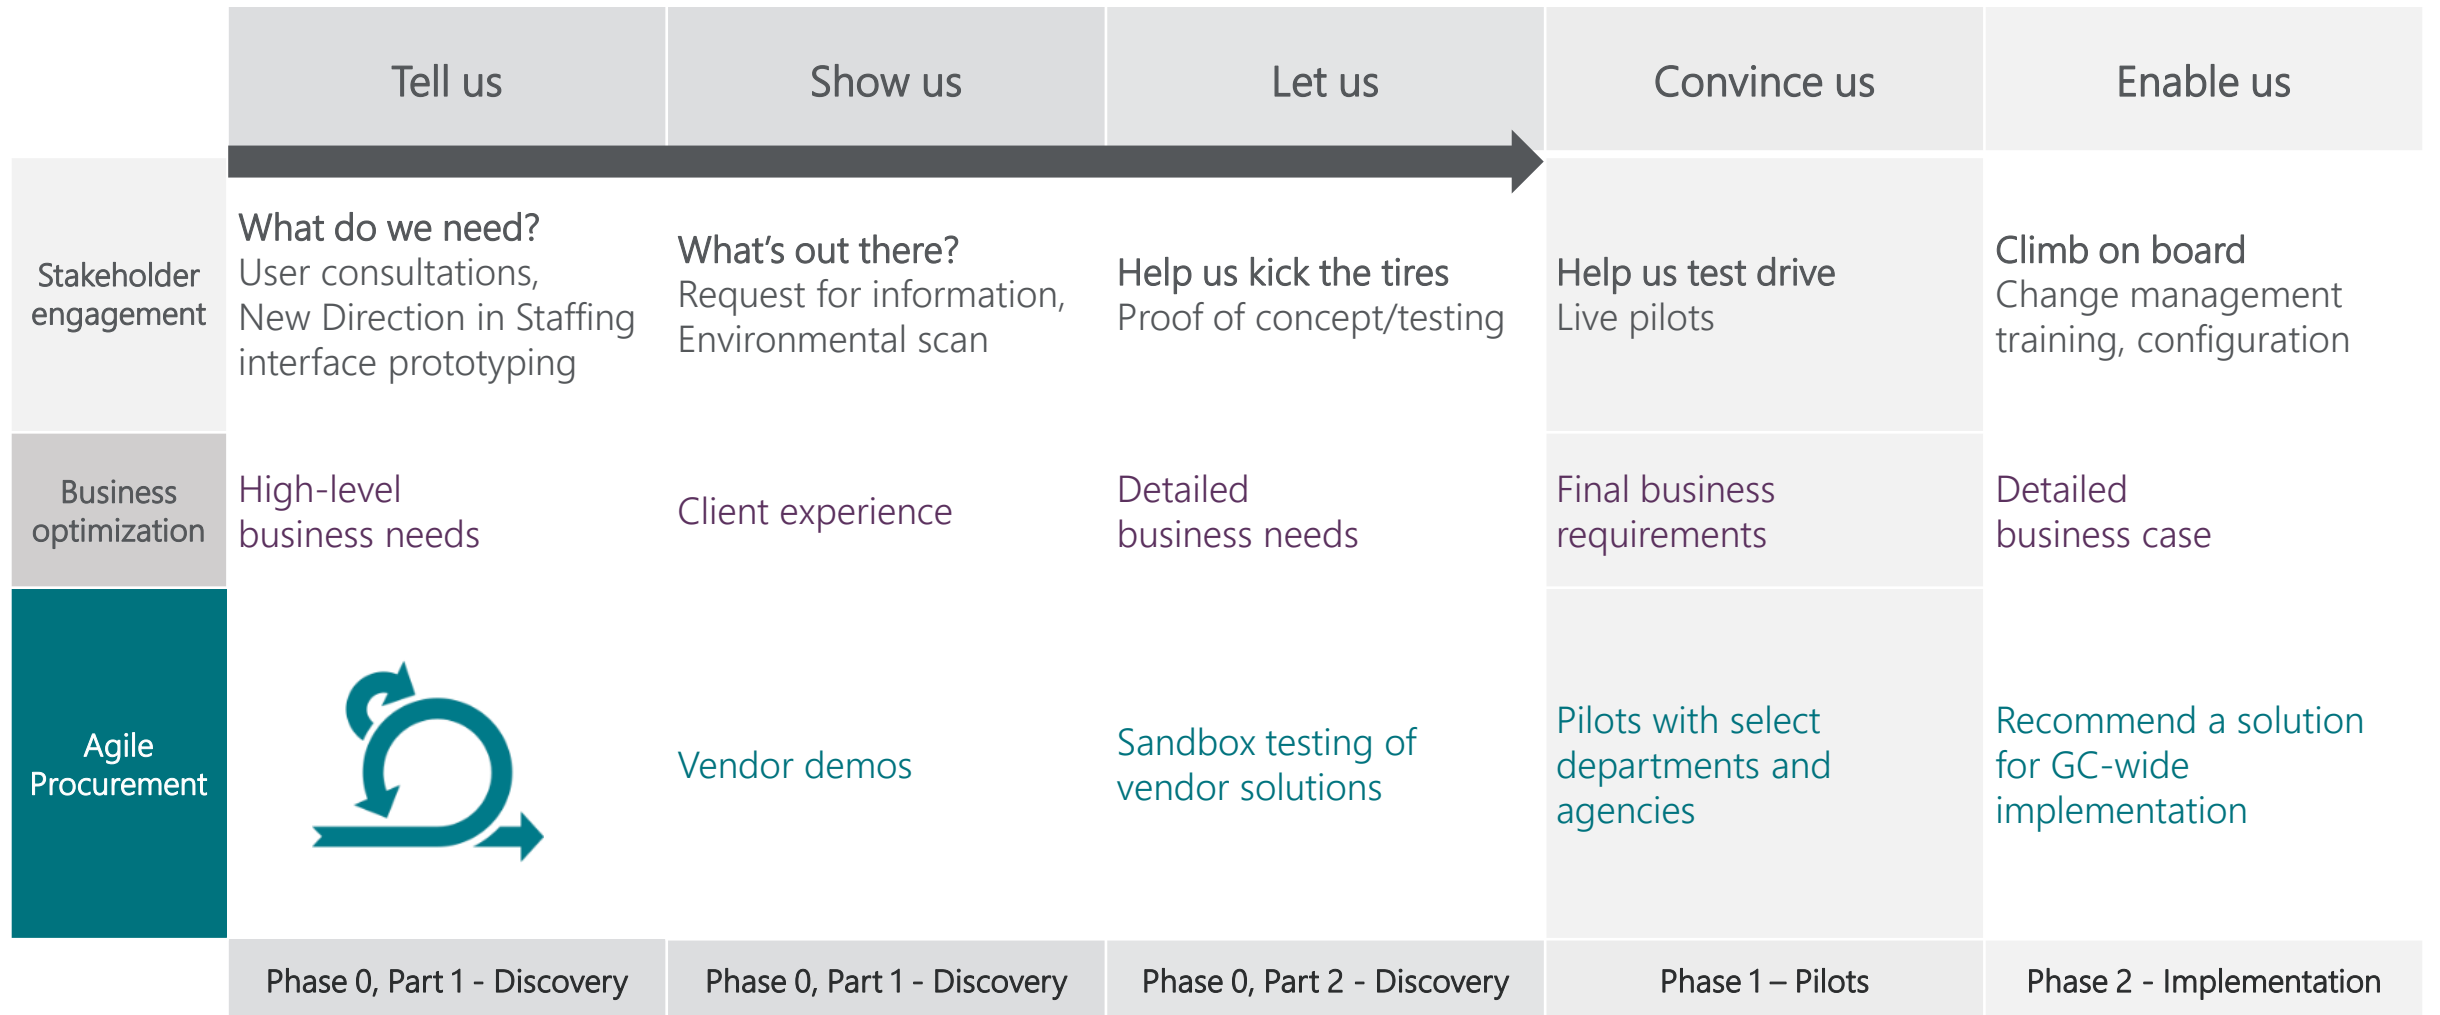 Tell us
Show us
Let us
Convince us
Enable us
Stakeholder
engagement
What do we need?
User consultations,
New Direction in Staffing
interface prototyping
What's out there?
Request for information,
Environmental scan
Help us kick the tires
Proof of concept/testing
Help us test drive
Live pilots
Climb on board
Change management
training, configuration
Business
optimization
High-level
business needs
Client experience
Detailed
business needs
Final business
requirements
Detailed
business case
Agile
Procurement
Vendor demos
Sandbox testing of
vendor solutions
Pilots with select
departments and
agencies
Recommend a solution
for GC-wide
implementation
Phase 0, Part 1 - Discovery
Phase 0, Part 1 - Discovery
Phase 0, Part 2 - Discovery
Phase 1 – Pilots
Phase 2 - Implementation